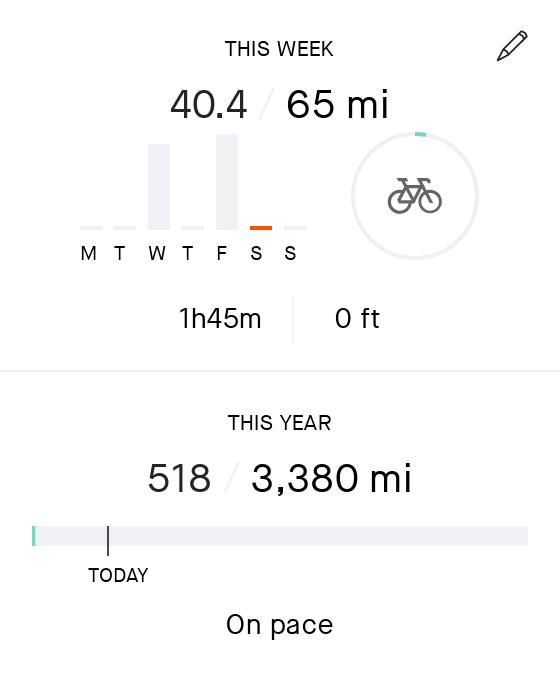 THIS WEEK
40.4 / 65 mi
M T W T F S S
1h45m
0 ft
THIS YEAR
518 / 3,380 mi
TODAY
On pace